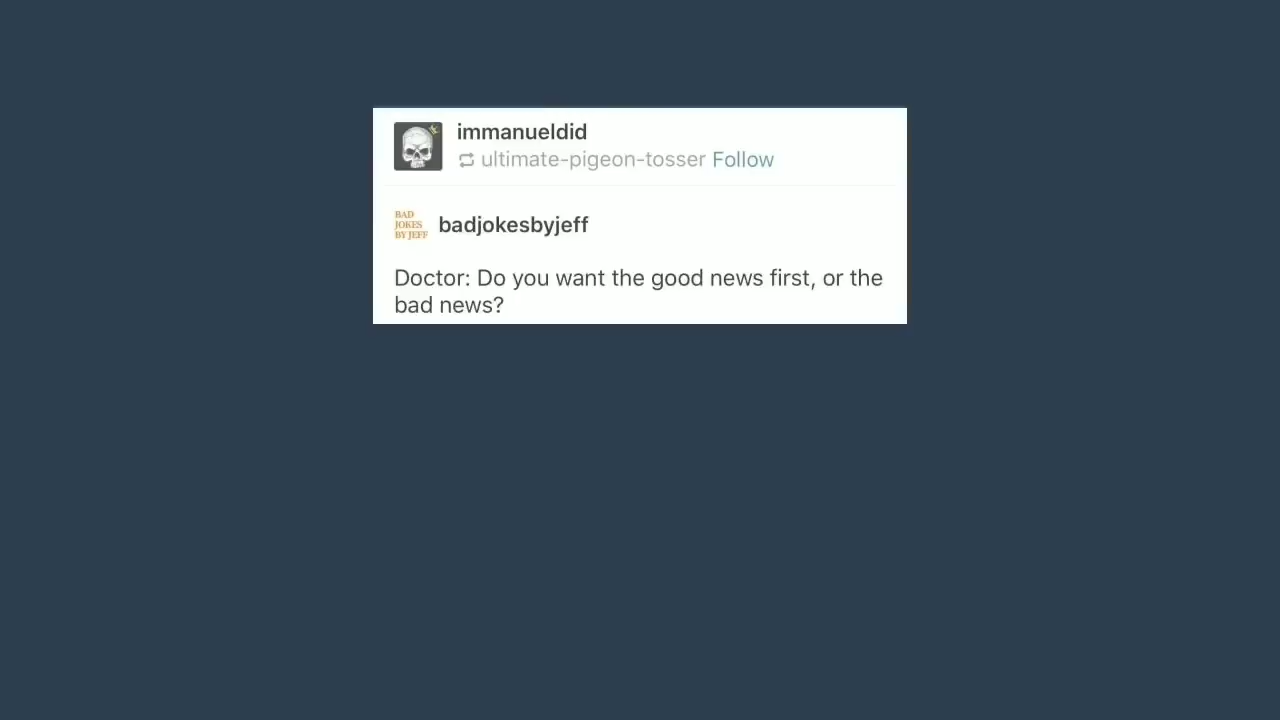 immanueldid
ultimate-pigeon-tosser Follow
BAD
JOKES
BY JEFF
badjokesbyjeff
Doctor: Do you want the good news first, or the
bad news?